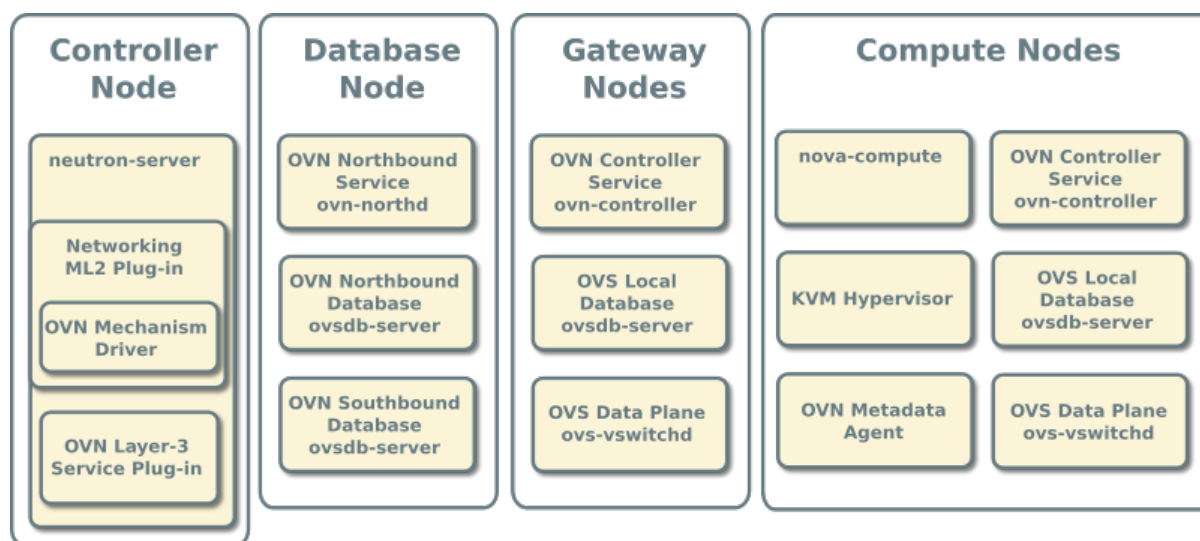 Controller
Node
neutron-server
Networking
ML2 Plug-in
OVN Mechanism
Driver
OVN Layer-3
Service Plug-in
Database
Node
OVN Northbound
Service
ovn-northd
OVN Northbound
Database
ovsdb-server
OVN Southbound
Database
ovsdb-server
Gateway
Nodes
OVN Controller
Service
ovn-controller
OVS Local
Database
ovsdb-server
OVS Data Plane
ovs-vswitchd
Compute Nodes
nova-compute
KVM Hypervisor
OVN Metadata
Agent
OVN Controller
Service
ovn-controller
OVS Local
Database
ovsdb-server
OVS Data Plane
ovs-vswitchd